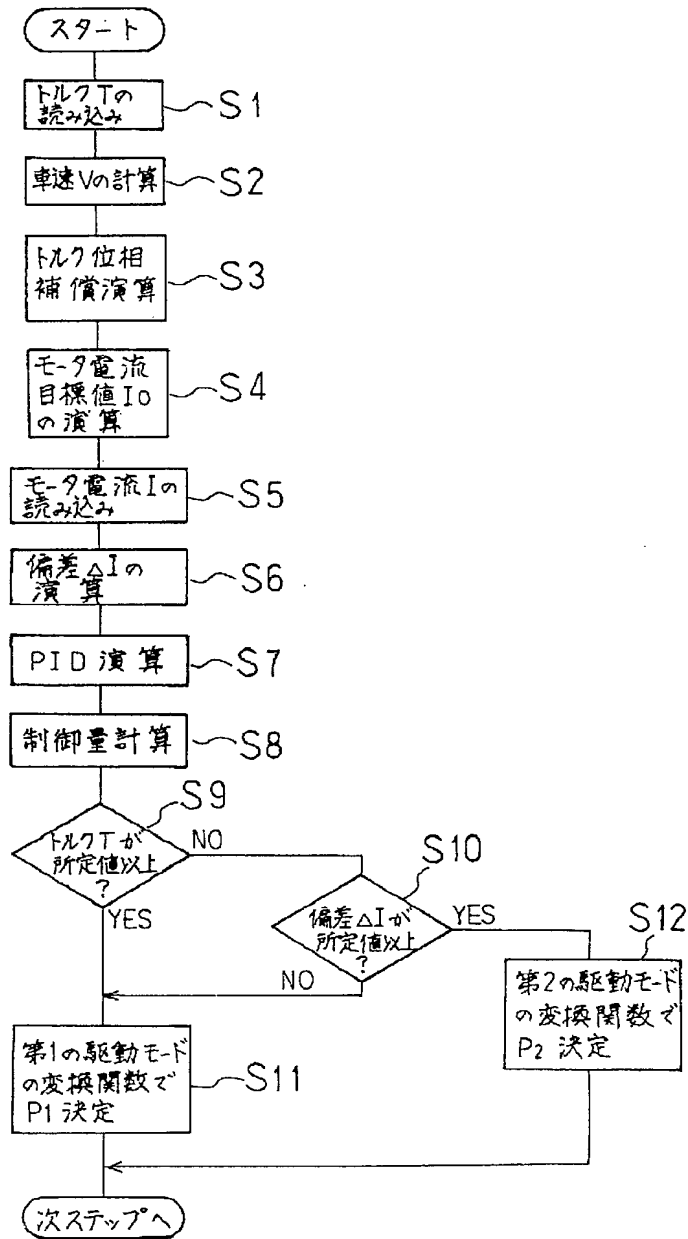 スタート
トルクTの
読み込み
S1
車速Vの計算
S2
トルク位相
補償演算
S3
モータ電流
目標値Io
の演算
S4
モータ電流Iの
読み込み
S5
偏差△Iの
演算
S6
PID演算
S7
制御量計算
S8
S9
トルクTが
所定値以上
?
NO
YES
S10
偏差△Iが
所定値以上
?
YES
NO
S12
第2の駆動モード
の変換関数で
P2 決定
第1の駆動モード
の変換関数で
P1 決定
S11
次ステップへ